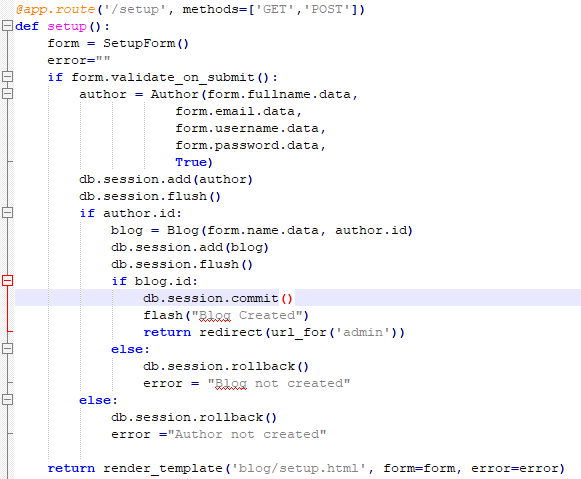 @app.route('/setup', methods=['GET','POST'])
def setup():
    form = SetupForm()
    error=""
    if form.validate_on_submit():
        author = Author(form.fullname.data,
                    form.email.data,
                    form.username.data,
                    form.password.data,
                    True)
        db.session.add(author)
        db.session.flush()
        if author.id:
            blog = Blog(form.name.data, author.id)
            db.session.add(blog)
            db.session.flush()
            if blog.id:
                db.session.commit()
                flash("Blog Created")
                return redirect(url_for('admin'))
            else:
                db.session.rollback()
                error = "Blog not created"
        else:
            db.session.rollback()
            error ="Author not created"
    return render_template('blog/setup.html', form=form, error=error)